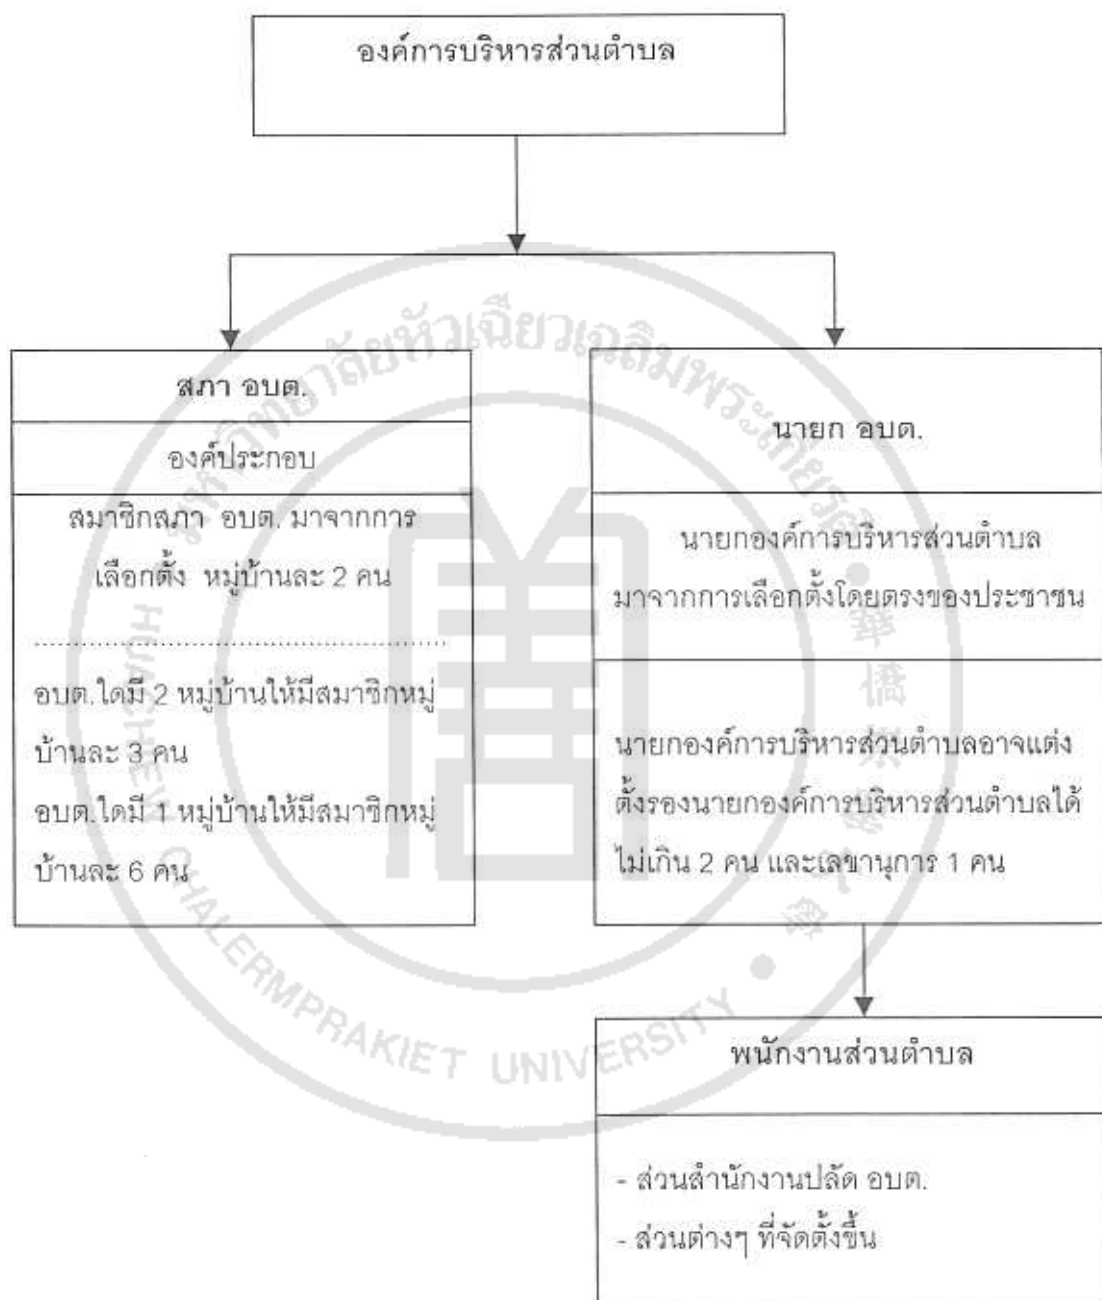 องค์การบริหารส่วนตำบล
สภา อบต.
องค์ประกอบ
สมาชิกสภา อบต. มาจากการ
เลือกตั้ง หมู่บ้านละ 2 คน
อบต.ใดมี 2 หมู่บ้านให้มีสมาชิกหมู่
บ้านละ 3 คน
อบต.ใดมี 1 หมู่บ้านให้มีสมาชิกหมู่
บ้านละ 6 คน
นายก อบต.
นายกองค์การบริหารส่วนตำบล
มาจากการเลือกตั้งโดยตรงของประชาชน
นายกองค์การบริหารส่วนตำบลอาจแต่ง
ตั้งรองนายกองค์การบริหารส่วนตำบลได้
ไม่เกิน 2 คน และเลขานุการ 1 คน
พนักงานส่วนตำบล
- ส่วนสำนักงานปลัด อบต.
- ส่วนต่างๆ ที่จัดตั้งขึ้น
มหาวิทยาลัยหัวเฉียวเฉลิมพระเกียรติ
HUACHIEW CHALERMPRAKIET UNIVERSITY
華僑崇聖大學